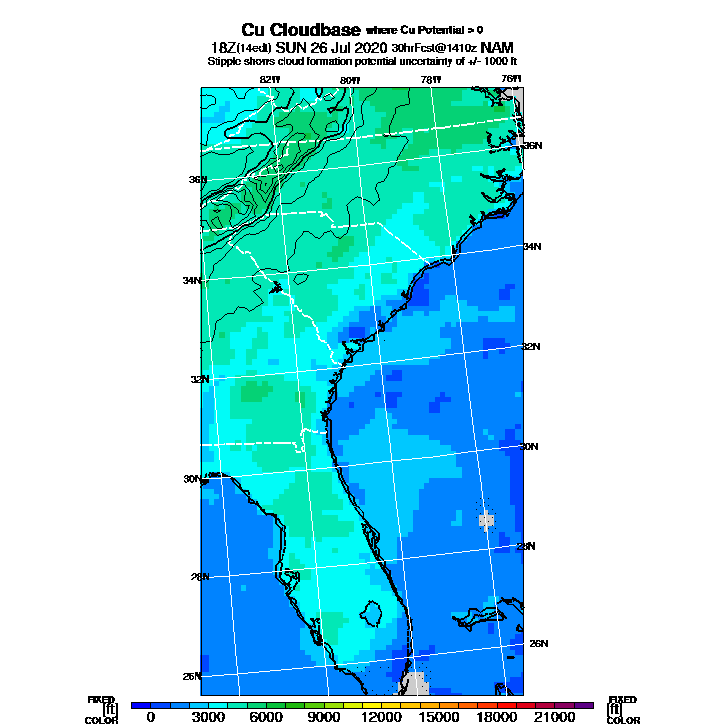 Cu Cloudbase where Cu Potential > 0
18Z(14edt) SUN 26 Jul 2020 30hrFcst@1410z NAM
Stipple shows cloud formation potential uncertainty of +/- 1000 ft
82W 80W 78W 76W
36N 36N
34N 34N
32N 32N
30N 30N
28N 28N
26N 26N
FIXED FIXED
[ft] [ft]
COLOR COLOR
0 3000 6000 9000 12000 15000 18000 21000